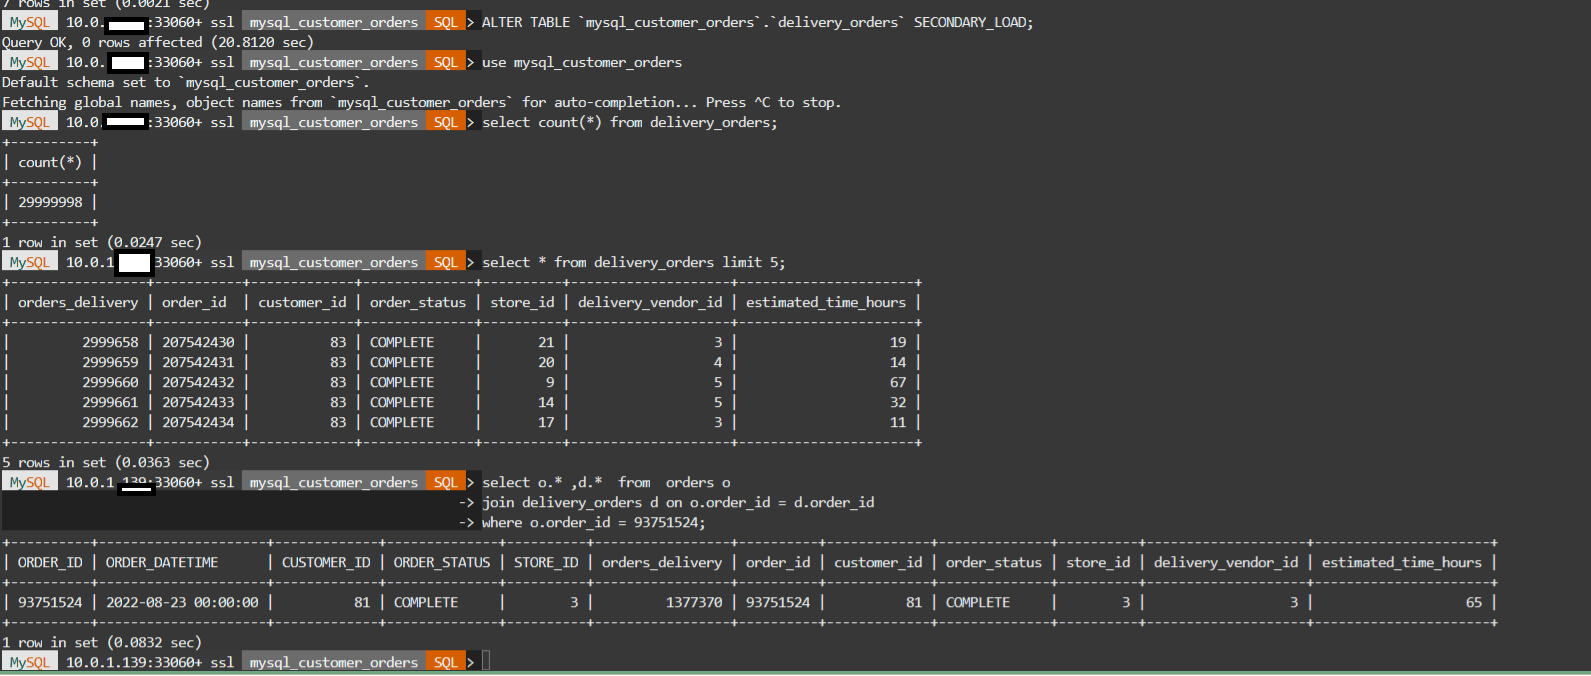 7 rows in set (0.0021 sec)
MySQL 10.0. :33060+ ssl mysql_customer_orders SQL > ALTER TABLE `mysql_customer_orders`.`delivery_orders` SECONDARY_LOAD;
Query OK, 0 rows affected (20.8120 sec)
MySQL 10.0. :33060+ ssl mysql_customer_orders SQL > use mysql_customer_orders
Default schema set to `mysql_customer_orders`.
Fetching global names, object names from `mysql_customer_orders` for auto-completion... Press ^C to stop.
MySQL 10.0. :33060+ ssl mysql_customer_orders SQL > select count(*) from delivery_orders;
+----------+
| count(*) |
+----------+
| 29999998 |
+----------+
1 row in set (0.0247 sec)
MySQL 10.0.1 33060+ ssl mysql_customer_orders SQL > select * from delivery_orders limit 5;
+-----------------+-----------+-------------+--------------+----------+--------------------+----------------------+
| orders_delivery | order_id  | customer_id | order_status | store_id | delivery_vendor_id | estimated_time_hours |
+-----------------+-----------+-------------+--------------+----------+--------------------+----------------------+
|         2999658 | 207542430 |          83 | COMPLETE     |       21 |                  3 |                   19 |
|         2999659 | 207542431 |          83 | COMPLETE     |       20 |                  4 |                   14 |
|         2999660 | 207542432 |          83 | COMPLETE     |        9 |                  5 |                   67 |
|         2999661 | 207542433 |          83 | COMPLETE     |       14 |                  5 |                   32 |
|         2999662 | 207542434 |          83 | COMPLETE     |       17 |                  3 |                   11 |
+-----------------+-----------+-------------+--------------+----------+--------------------+----------------------+
5 rows in set (0.0363 sec)
MySQL 10.0.1 :33060+ ssl mysql_customer_orders SQL > select o.* ,d.*  from  orders o
-> join delivery_orders d on o.order_id = d.order_id
-> where o.order_id = 93751524;
+----------+---------------------+-------------+--------------+----------+-----------------+----------+-------------+--------------+----------+--------------------+----------------------+
| ORDER_ID | ORDER_DATETIME      | CUSTOMER_ID | ORDER_STATUS | STORE_ID | orders_delivery | order_id | customer_id | order_status | store_id | delivery_vendor_id | estimated_time_hours |
+----------+---------------------+-------------+--------------+----------+-----------------+----------+-------------+--------------+----------+--------------------+----------------------+
| 93751524 | 2022-08-23 00:00:00 |          81 | COMPLETE     |        3 |         1377370 | 93751524 |          81 | COMPLETE     |        3 |                  3 |                   65 |
+----------+---------------------+-------------+--------------+----------+-----------------+----------+-------------+--------------+----------+--------------------+----------------------+
1 row in set (0.0832 sec)
MySQL 10.0.1.139:33060+ ssl mysql_customer_orders SQL >